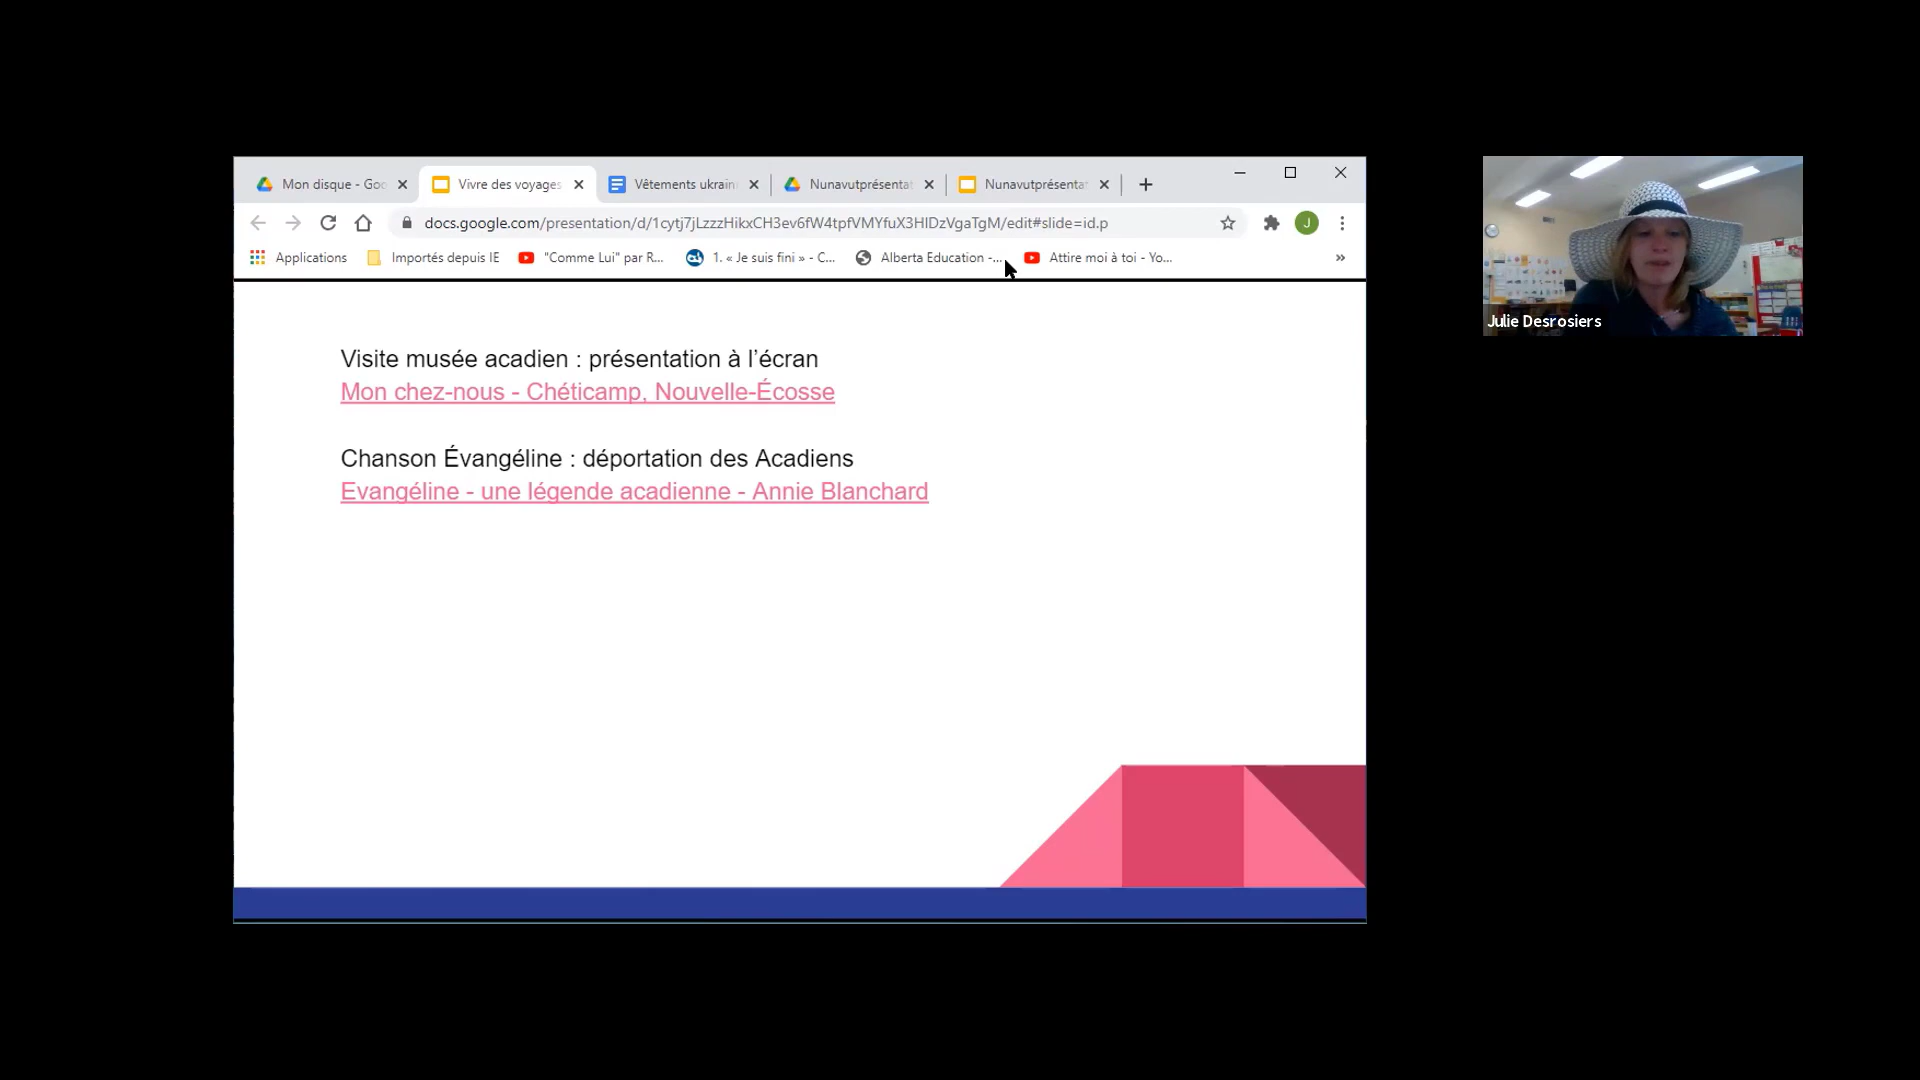 Mon disque - Goo
Vivre des voyages
Vêtements ukrain
Nunavutprésentat
Nunavutprésentat
docs.google.com/presentation/d/1cytj7jLzzzHikxCH3ev6fW4tpfVMYfuX3HIDzVgaTgM/edit#slide=id.p
J
Applications
Importés depuis IE
"Comme Lui" par R...
1. « Je suis fini » - C...
Alberta Education -...
Attire moi à toi - Yo...
»
Visite musée acadien : présentation à l’écran
Mon chez-nous - Chéticamp, Nouvelle-Écosse
Chanson Évangéline : déportation des Acadiens
Evangéline - une légende acadienne - Annie Blanchard
Julie Desrosiers